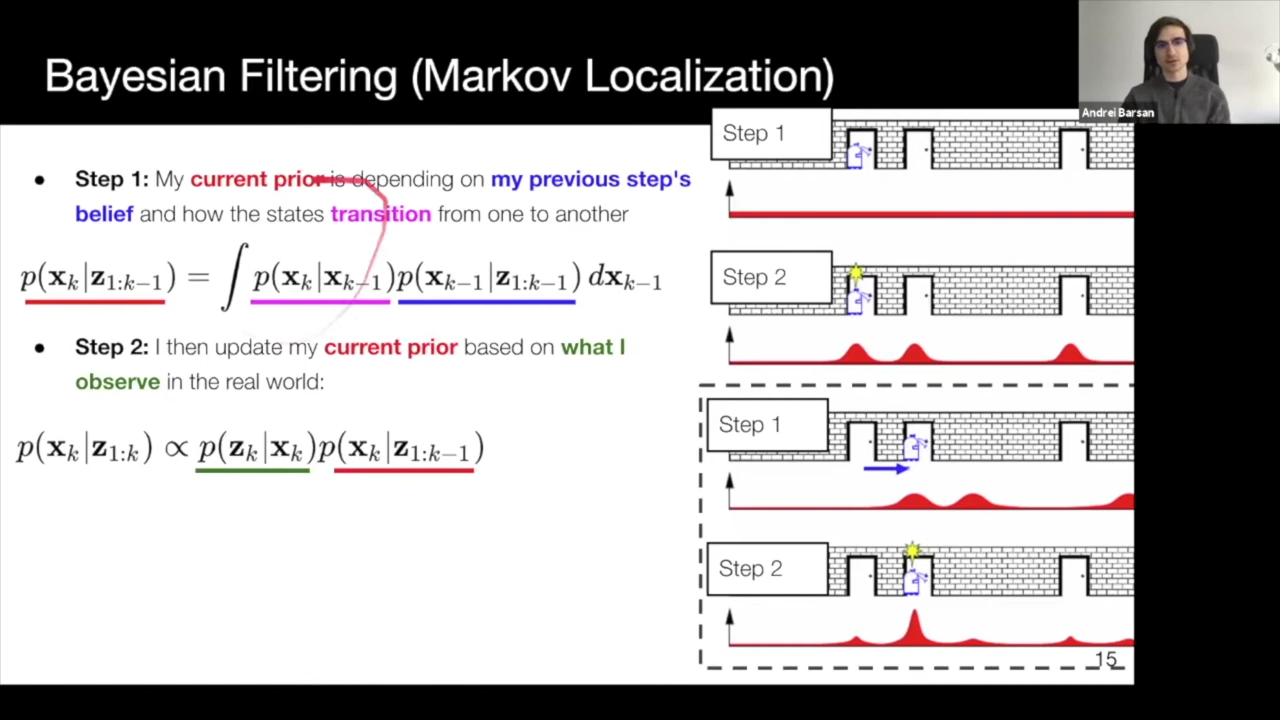 Bayesian Filtering (Markov Localization)
Andrei Barsan
• Step 1: My current prior is depending on my previous step's
belief and how the states transition from one to another
p(x_k|z_{1:k−1}) = ∫ p(x_k|x_{k−1})p(x_{k−1}|z_{1:k−1}) dx_{k−1}
• Step 2: I then update my current prior based on what I
observe in the real world:
p(x_k|z_{1:k}) ∝ p(z_k|x_k)p(x_k|z_{1:k−1})
Step 1
Step 2
Step 1
Step 2
15